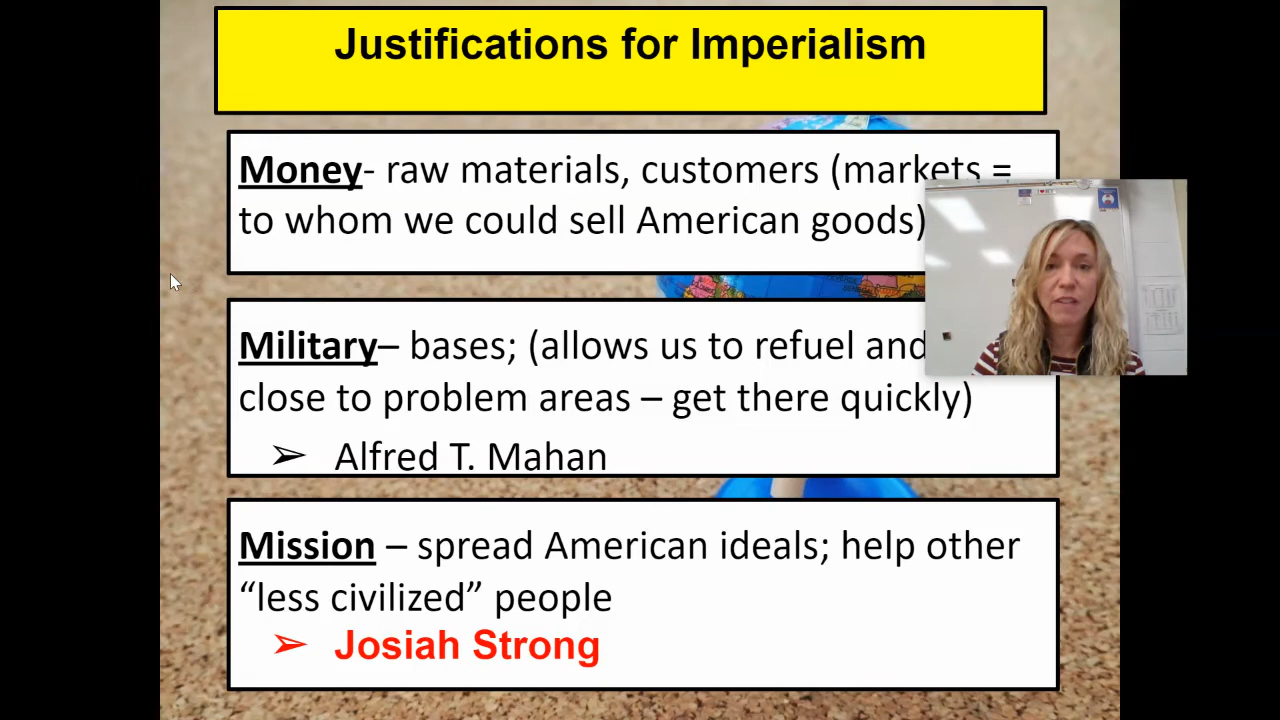 Justifications for Imperialism
Money- raw materials, customers (markets =
to whom we could sell American goods)
Military– bases; (allows us to refuel and
close to problem areas – get there quickly)
➢ Alfred T. Mahan
Mission – spread American ideals; help other
“less civilized” people
➢ Josiah Strong